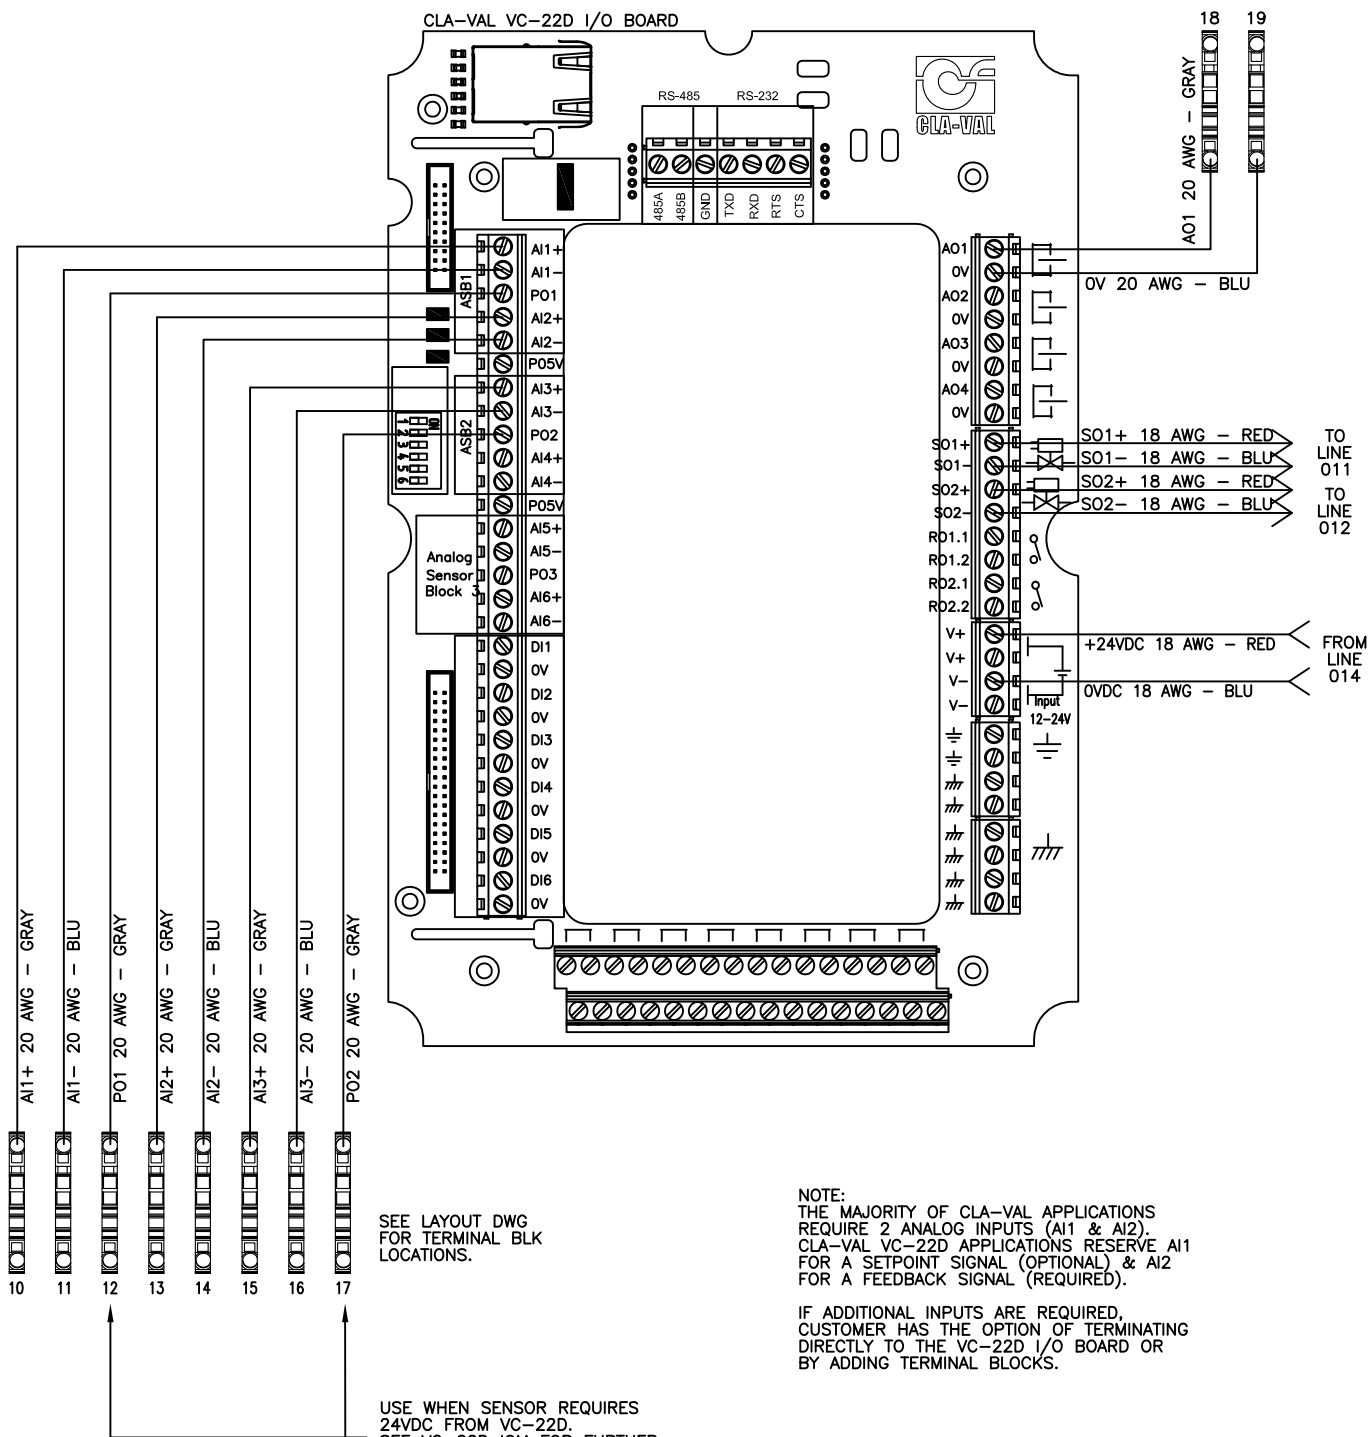 CLA-VAL VC-22D I/O BOARD
18 19
AO1 20 AWG - GRAY
CLA-VAL
RS-485 RS-232
485A 485B GND TXD RXD RTS CTS
ASB1
AI1+
AI1-
PO1
AI2+
AI2-
PO5V
ASB2
AI3+
AI3-
PO2
AI4+
AI4-
PO5V
ON
1 2 3 4 5 6
Analog
Sensor
Block 3
AI5+
AI5-
PO3
AI6+
AI6-
DI1
0V
DI2
0V
DI3
0V
DI4
0V
DI5
0V
DI6
0V
AO1
0V
AO2
0V
AO3
0V
AO4
0V
0V 20 AWG - BLU
SO1+
SO1-
SO2+
SO2-
RO1.1
RO1.2
RO2.1
RO2.2
SO1+ 18 AWG - RED
SO1- 18 AWG - BLU
SO2+ 18 AWG - RED
SO2- 18 AWG - BLU
TO
LINE
011
TO
LINE
012
V+
V+
V-
V-
+24VDC 18 AWG - RED
0VDC 18 AWG - BLU
FROM
LINE
014
Input
12-24V
AI1+ 20 AWG - GRAY
AI1- 20 AWG - BLU
PO1 20 AWG - GRAY
AI2+ 20 AWG - GRAY
AI2- 20 AWG - BLU
AI3+ 20 AWG - GRAY
AI3- 20 AWG - BLU
PO2 20 AWG - GRAY
10 11 12 13 14 15 16 17
SEE LAYOUT DWG
FOR TERMINAL BLK
LOCATIONS.
NOTE:
THE MAJORITY OF CLA-VAL APPLICATIONS
REQUIRE 2 ANALOG INPUTS (AI1 & AI2).
CLA-VAL VC-22D APPLICATIONS RESERVE AI1
FOR A SETPOINT SIGNAL (OPTIONAL) & AI2
FOR A FEEDBACK SIGNAL (REQUIRED).
IF ADDITIONAL INPUTS ARE REQUIRED,
CUSTOMER HAS THE OPTION OF TERMINATING
DIRECTLY TO THE VC-22D I/O BOARD OR
BY ADDING TERMINAL BLOCKS.
USE WHEN SENSOR REQUIRES
24VDC FROM VC-22D.